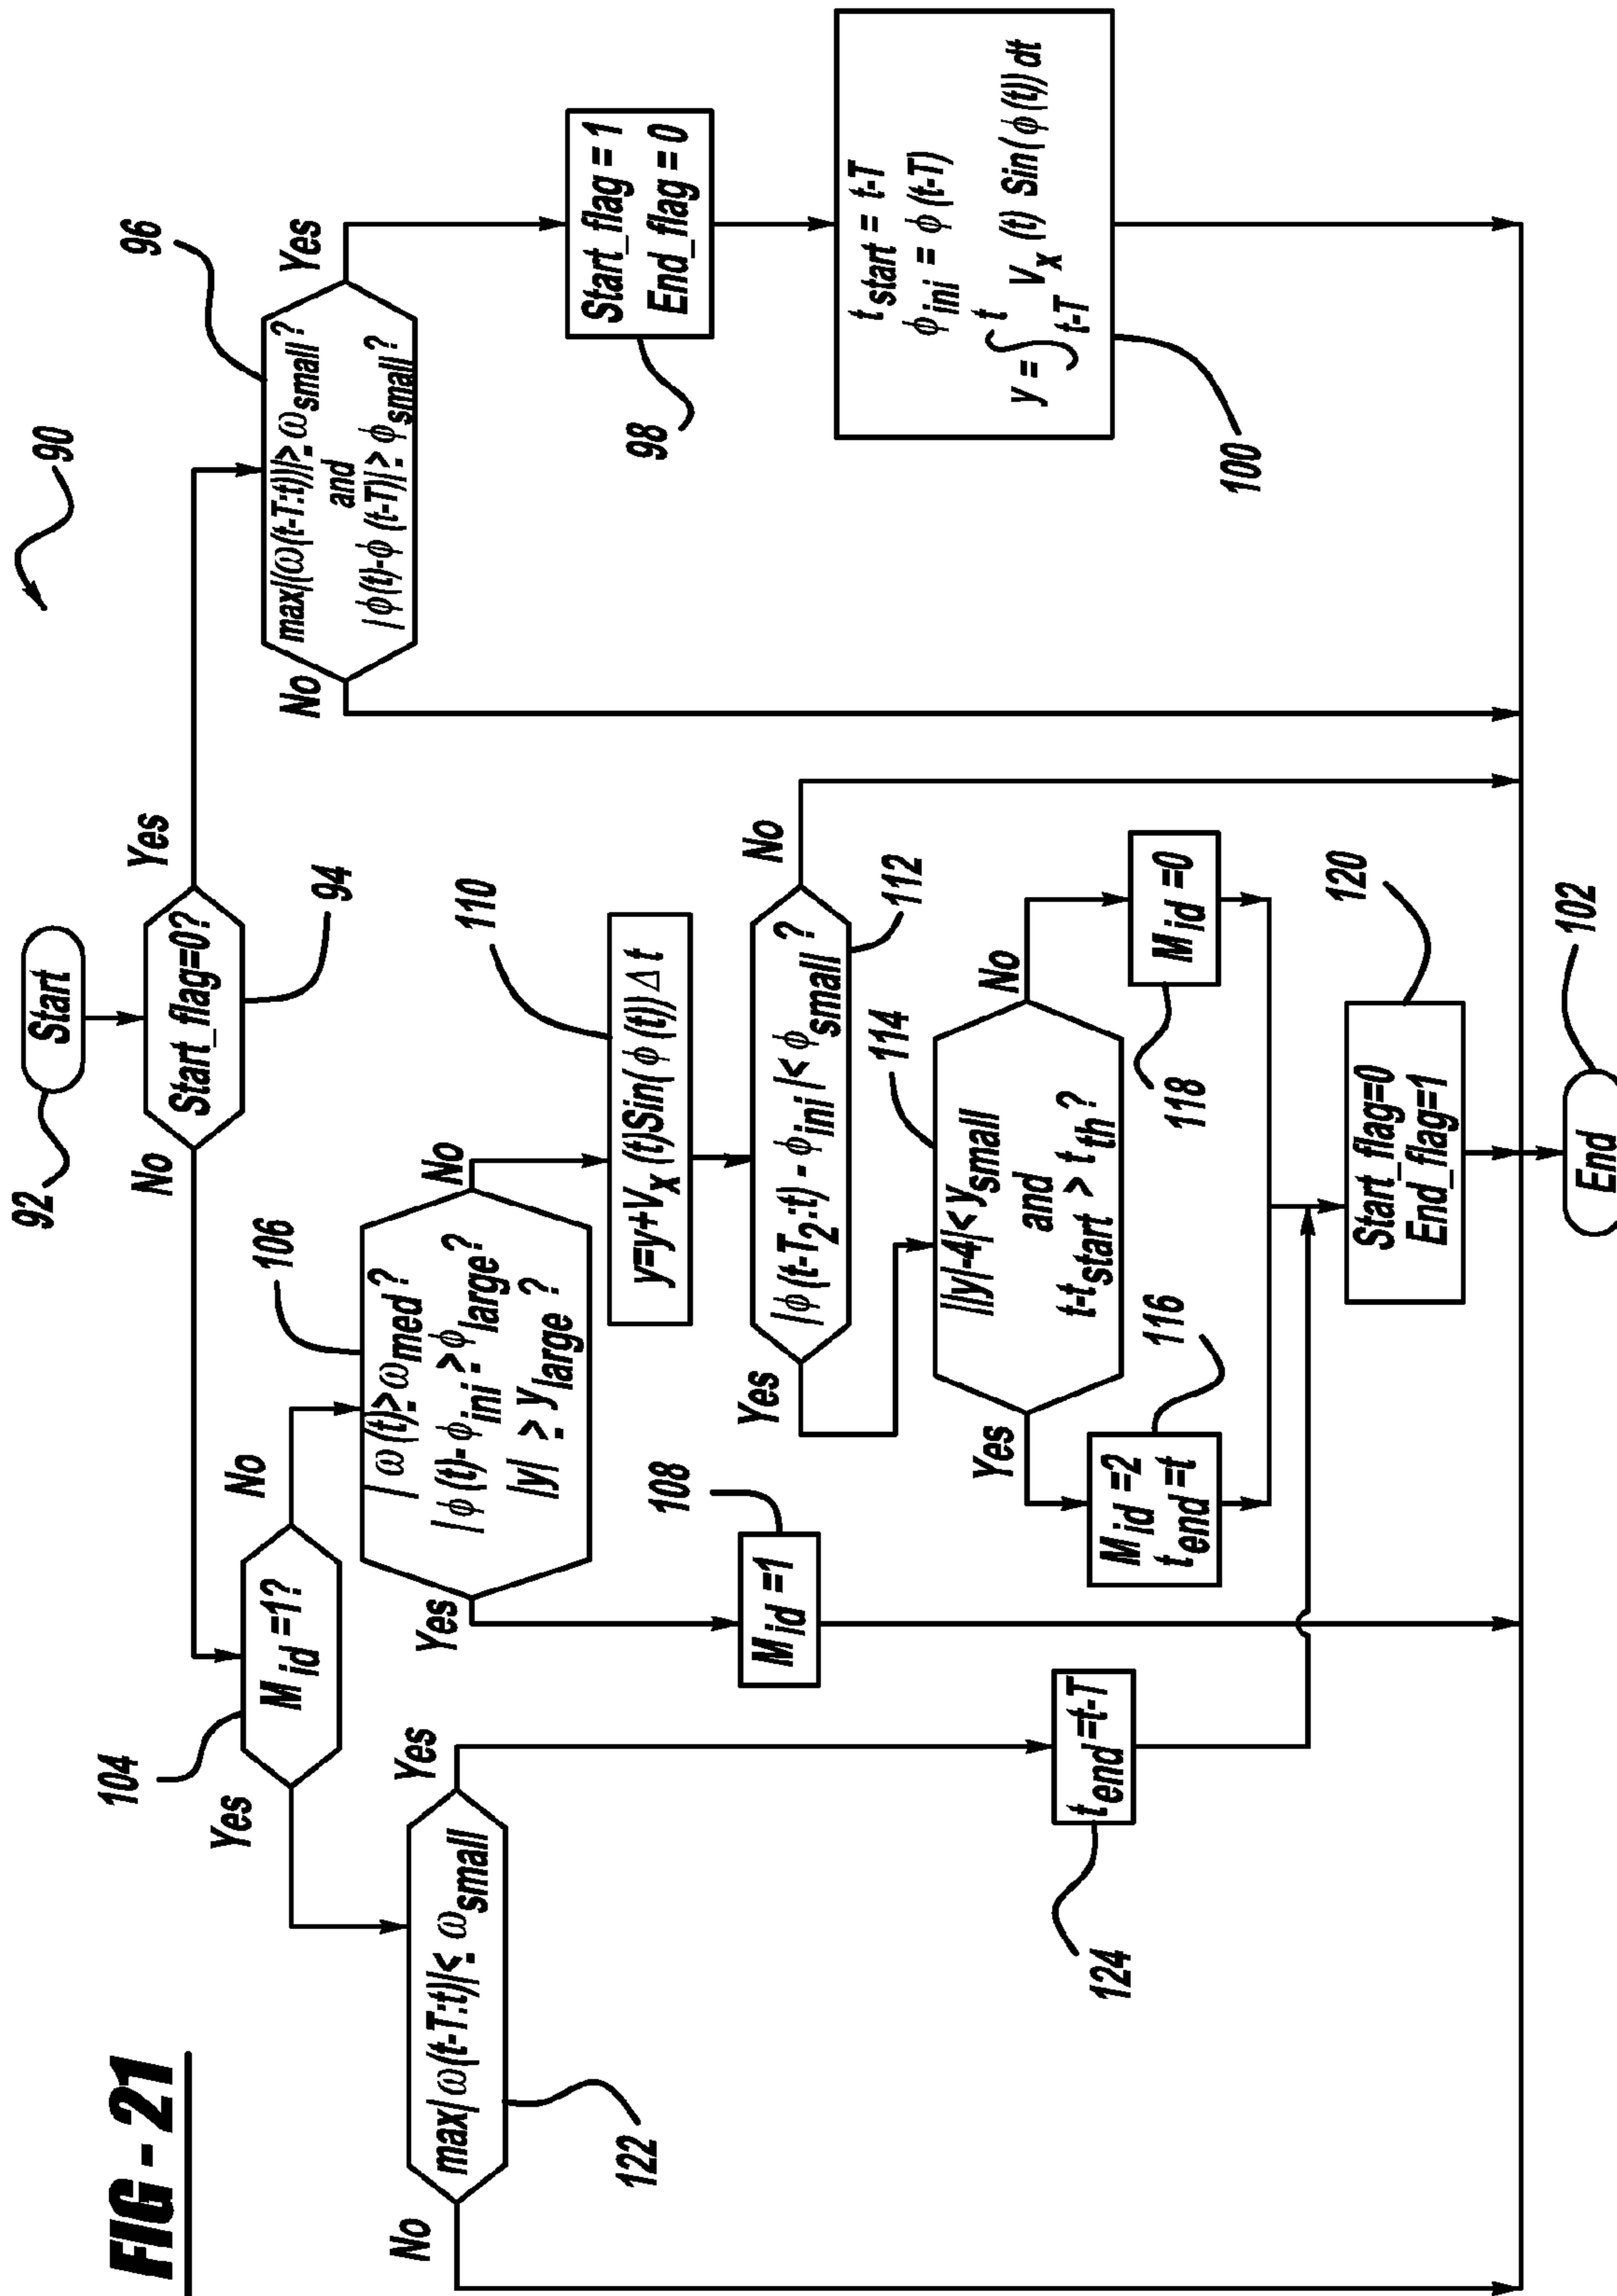 FIG - 21
90
92
Start
94
Start_flag=0?
No
Yes
96
max|(ω(t-T:t))|≥ ωsmall?
and
|ϕ(t)-ϕ(t-T)| ≥ ϕsmall?
No
Yes
98
Start_flag = 1
End_flag = 0
100
tstart = t-T
ϕini = ϕ(t-T)
y = ∫t-T^t Vx(t) Sin(ϕ(t)) dt
104
Mid =1?
Yes
No
106
|ω(t)≥ωmed?
|ϕ(t)-ϕini≥ϕlarge?
|y| ≥ ylarge?
Yes
No
108
Mid =1
110
y=y+Vx(t)Sin(ϕ(t))Δt
112
|ϕ(t-T2:t) - ϕini|< ϕsmall?
Yes
No
114
||y|-4|<ysmall
and
t-tstart > tth?
Yes
No
116
Mid =2
tend=t
118
Mid =0
122
max|ω(t-T:t)|≤ ωsmall
No
Yes
124
tend=t-T
120
Start_flag=0
End_flag=1
102
End